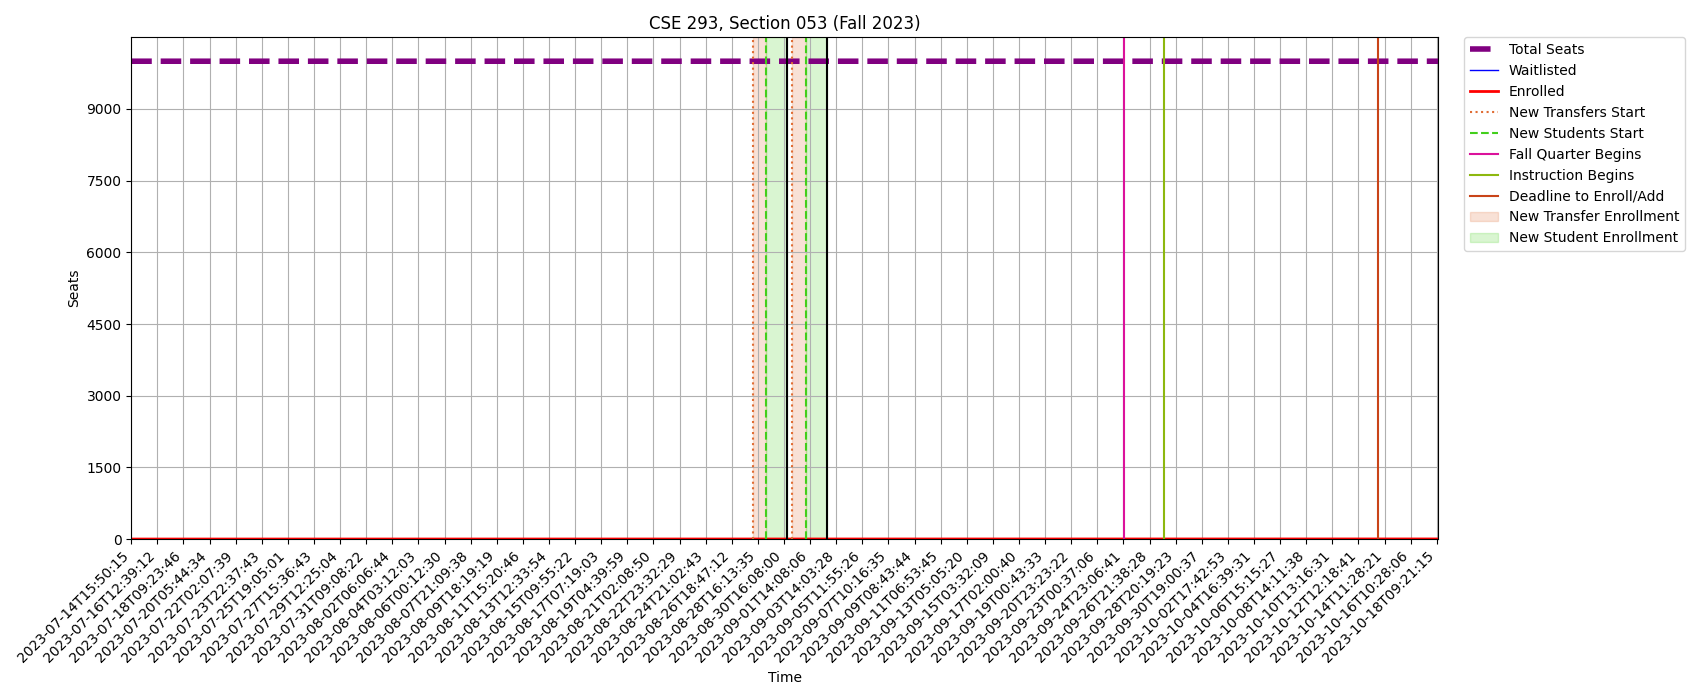 CSE 293, Section 053 (Fall 2023)
Total Seats
Waitlisted
Enrolled
New Transfers Start
New Students Start
Fall Quarter Begins
Instruction Begins
Deadline to Enroll/Add
New Transfer Enrollment
New Student Enrollment
Seats
9000
7500
6000
4500
3000
1500
0
2023-07-14T15:50:15
2023-07-16T12:39:12
2023-07-18T09:23:46
2023-07-20T05:44:34
2023-07-22T02:07:39
2023-07-23T22:37:43
2023-07-25T19:05:01
2023-07-27T15:36:43
2023-07-29T12:25:04
2023-07-31T09:08:22
2023-08-02T06:06:44
2023-08-04T03:12:03
2023-08-06T00:12:30
2023-08-07T21:09:38
2023-08-09T18:19:19
2023-08-11T15:20:46
2023-08-13T12:33:54
2023-08-15T09:55:22
2023-08-17T07:19:03
2023-08-19T04:39:59
2023-08-21T02:08:50
2023-08-22T23:32:29
2023-08-24T21:02:43
2023-08-26T18:47:12
2023-08-28T16:13:35
2023-08-30T16:08:00
2023-09-01T14:08:06
2023-09-03T14:03:28
2023-09-05T11:55:26
2023-09-07T10:16:35
2023-09-09T08:43:44
2023-09-11T06:53:45
2023-09-13T05:05:20
2023-09-15T03:32:09
2023-09-17T02:00:40
2023-09-19T00:43:33
2023-09-20T23:23:22
2023-09-23T00:37:06
2023-09-24T23:06:41
2023-09-26T21:38:28
2023-09-28T20:19:23
2023-09-30T19:00:37
2023-10-02T17:42:53
2023-10-04T16:39:31
2023-10-06T15:15:27
2023-10-08T14:11:38
2023-10-10T13:16:31
2023-10-12T12:18:41
2023-10-14T11:28:21
2023-10-16T10:28:06
2023-10-18T09:21:15
Time